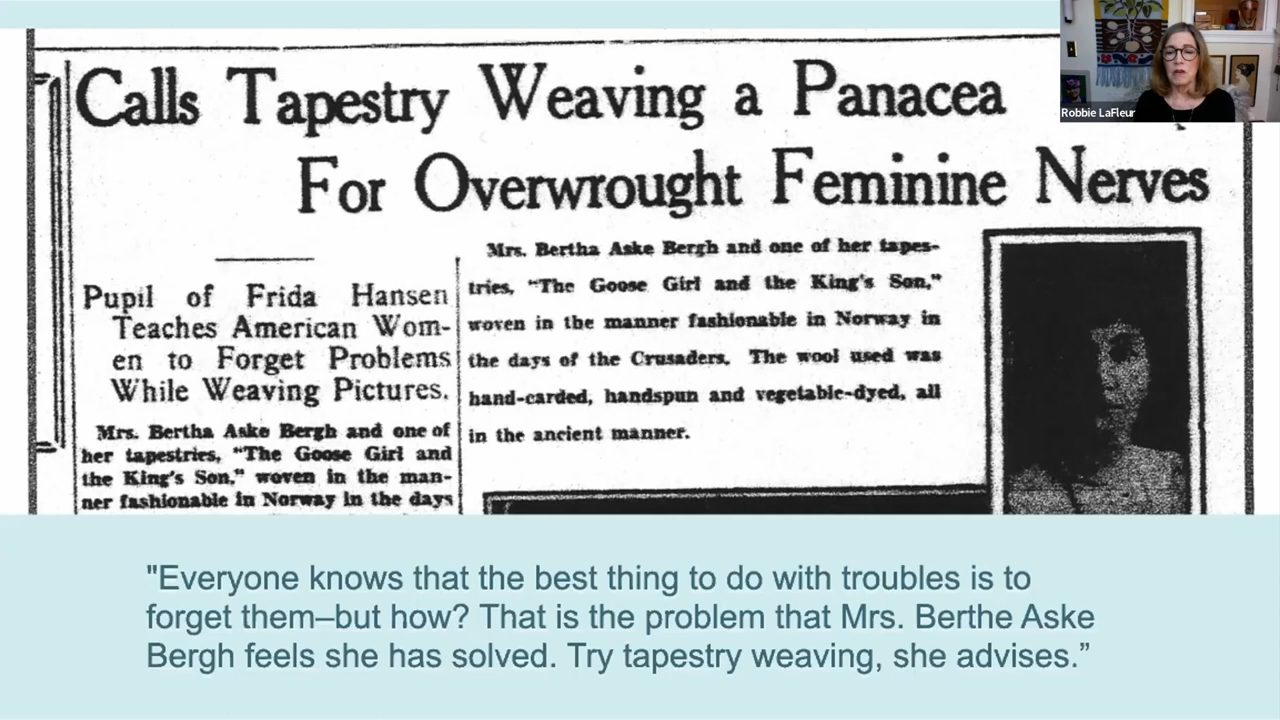 Calls Tapestry Weaving a Panacea
For Overwrought Feminine Nerves
Pupil of Frida Hansen
Teaches American Wom-
en to Forget Problems
While Weaving Pictures.
Mrs. Bertha Aske Bergh and one of
her tapestries, "The Goose Girl and
the King's Son," woven in the man-
ner fashionable in Norway in the days
Mrs. Bertha Aske Bergh and one of her tapes-
tries, "The Goose Girl and the King's Son,"
woven in the manner fashionable in Norway in
the days of the Crusaders. The wool used was
hand-carded, handspun and vegetable-dyed, all
in the ancient manner.
Robbie LaFleur
"Everyone knows that the best thing to do with troubles is to
forget them–but how? That is the problem that Mrs. Berthe Aske
Bergh feels she has solved. Try tapestry weaving, she advises.”